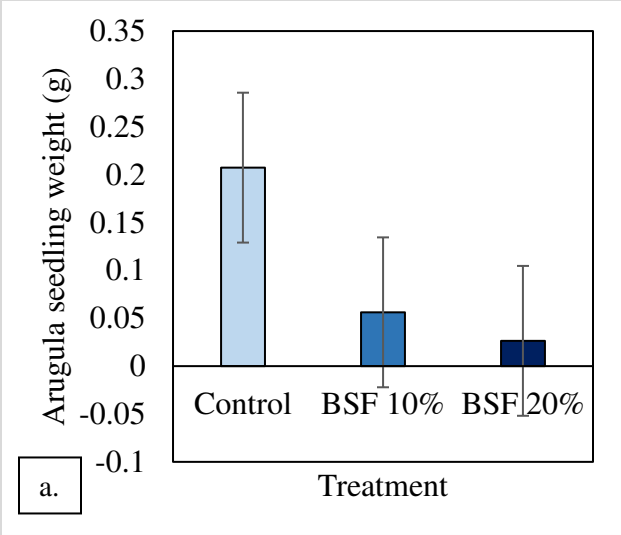 0.35
0.3
0.25
0.2
0.15
0.1
0.05
0
-0.05
-0.1
Arugula seedling weight (g)
Control BSF 10% BSF 20%
Treatment
a.